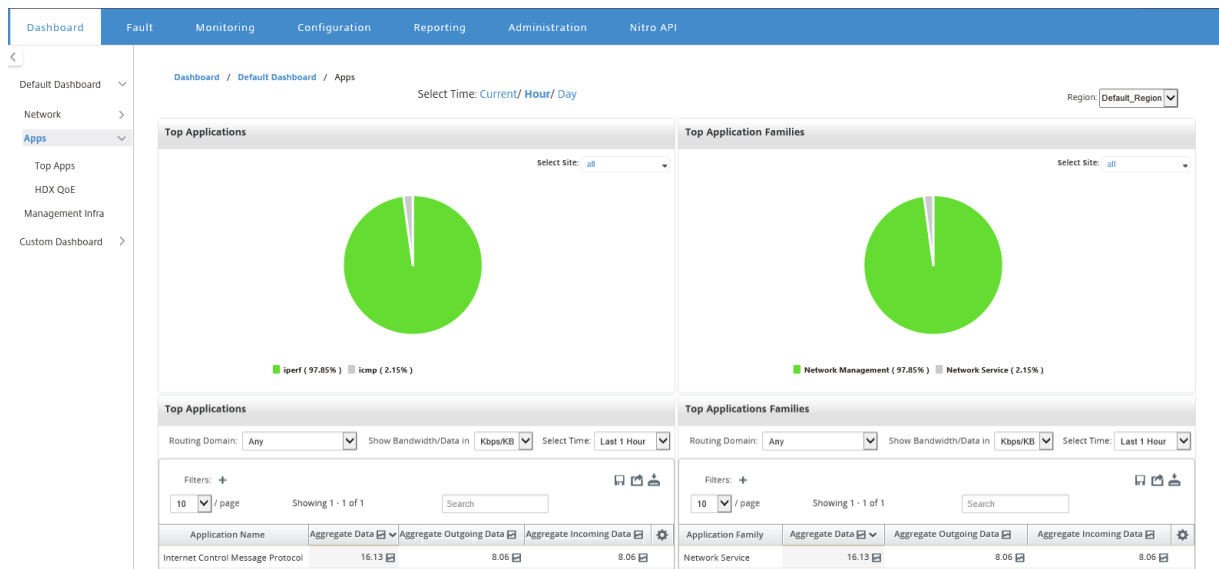 Dashboard Fault Monitoring Configuration Reporting Administration Nitro API
Default Dashboard
Network
Apps
Top Apps
HDX QoE
Management Infra
Custom Dashboard
Dashboard / Default Dashboard / Apps
Select Time: Current/ Hour/ Day
Region: Default_Region
Top Applications
Select Site: all
iperf ( 97.85% ) icmp ( 2.15% )
Top Application Families
Select Site: all
Network Management ( 97.85% ) Network Service ( 2.15% )
Top Applications
Routing Domain: Any Show Bandwidth/Data in Kbps/KB Select Time: Last 1 Hour
Filters: +
10 / page Showing 1 - 1 of 1 Search
Application Name Aggregate Data Aggregate Outgoing Data Aggregate Incoming Data
Internet Control Message Protocol 16.13 8.06 8.06
Top Applications Families
Routing Domain: Any Show Bandwidth/Data in Kbps/KB Select Time: Last 1 Hour
Filters: +
10 / page Showing 1 - 1 of 1 Search
Application Family Aggregate Data Aggregate Outgoing Data Aggregate Incoming Data
Network Service 16.13 8.06 8.06